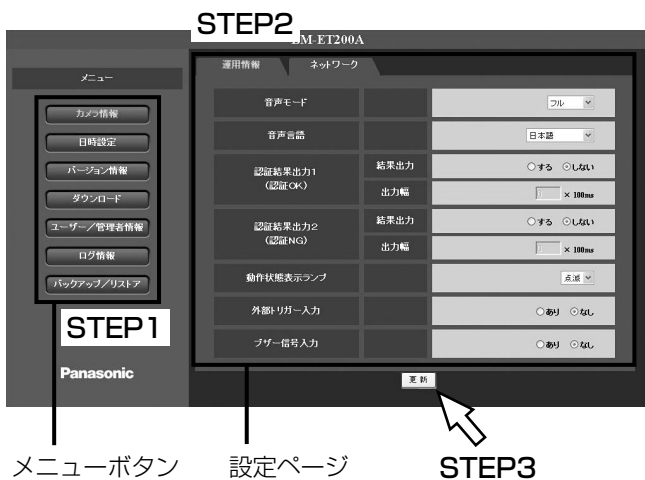 STEP2
BM-ET200A
メニュー
カメラ情報
日時設定
バージョン情報
ダウンロード
ユーザー／管理者情報
ログ情報
バックアップ／リストア
STEP1
Panasonic
運用情報 ネットワーク
音声モード フル
音声言語 日本語
認証結果出力1
(認証OK)
結果出力 する しない
出力幅 × 100ms
認証結果出力2
(認証NG)
結果出力 する しない
出力幅 × 100ms
動作状態表示ランプ 点滅
外部トリガー入力 あり なし
ブザー信号入力 あり なし
更新
メニューボタン 設定ページ STEP3